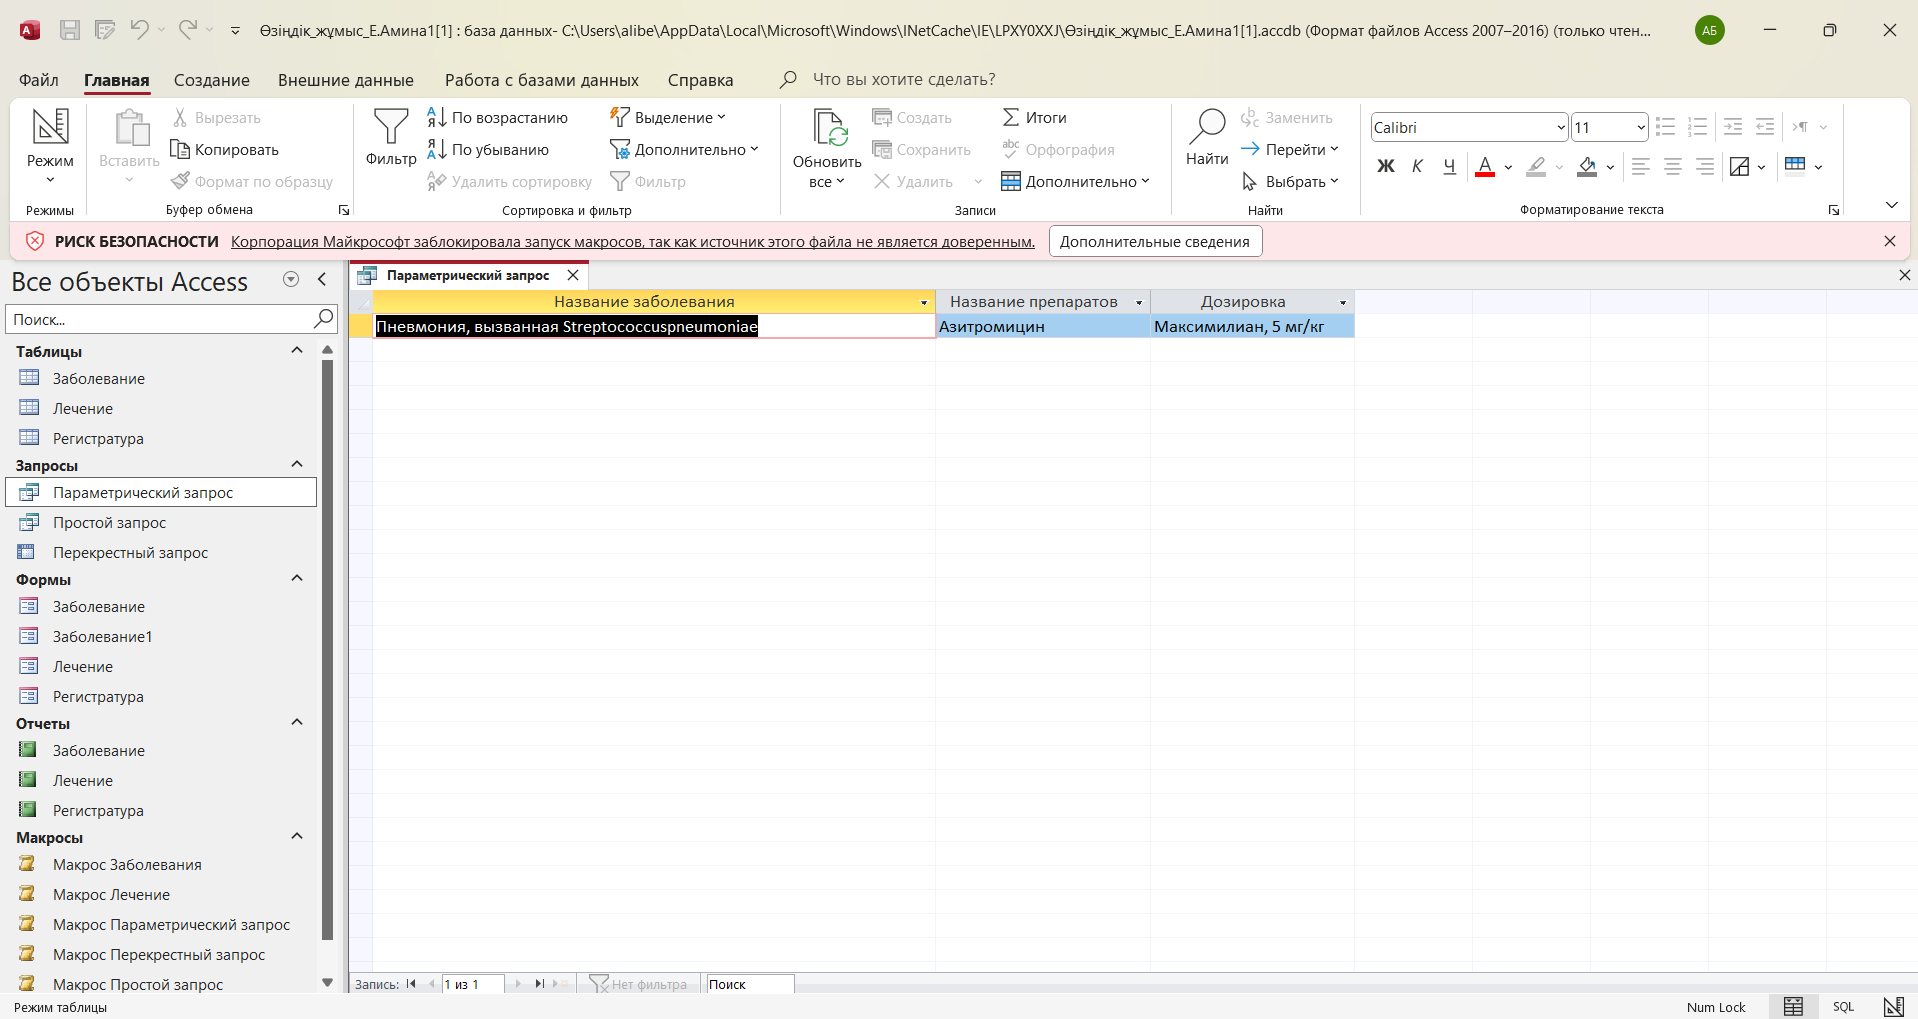 Өзіндік_жұмыс_Е.Амина1[1] : база данных- C:\Users\alibe\AppData\Local\Microsoft\Windows\INetCache\IE\LPXY0XXJ\Өзіндік_жұмыс_Е.Амина1[1].accdb (Формат файлов Access 2007–2016) (только чтен...
АБ
Файл Главная Создание Внешние данные Работа с базами данных Справка Что вы хотите сделать?
Режим
Режимы
Вставить
Вырезать
Копировать
Формат по образцу
Буфер обмена
Фильтр
По возрастанию
По убыванию
Удалить сортировку
Выделение
Дополнительно
Фильтр
Сортировка и фильтр
Обновить
все
Создать
Сохранить
Удалить
Итоги
Орфография
Дополнительно
Записи
Найти
Заменить
Перейти
Выбрать
Найти
Calibri 11
Ж К Ч A
Форматирование текста
РИСК БЕЗОПАСНОСТИ Корпорация Майкрософт заблокировала запуск макросов, так как источник этого файла не является доверенным. Дополнительные сведения
Все объекты Access
Поиск...
Таблицы
Заболевание
Лечение
Регистратура
Запросы
Параметрический запрос
Простой запрос
Перекрестный запрос
Формы
Заболевание
Заболевание1
Лечение
Регистратура
Отчеты
Заболевание
Лечение
Регистратура
Макросы
Макрос Заболевания
Макрос Лечение
Макрос Параметрический запрос
Макрос Перекрестный запрос
Макрос Простой запрос
Параметрический запрос
Название заболевания Название препаратов Дозировка
Пневмония, вызванная Streptococcuspneumoniae Азитромицин Максимилиан, 5 мг/кг
Запись: 1 из 1 Нет фильтра Поиск
Режим таблицы
Num Lock SQL